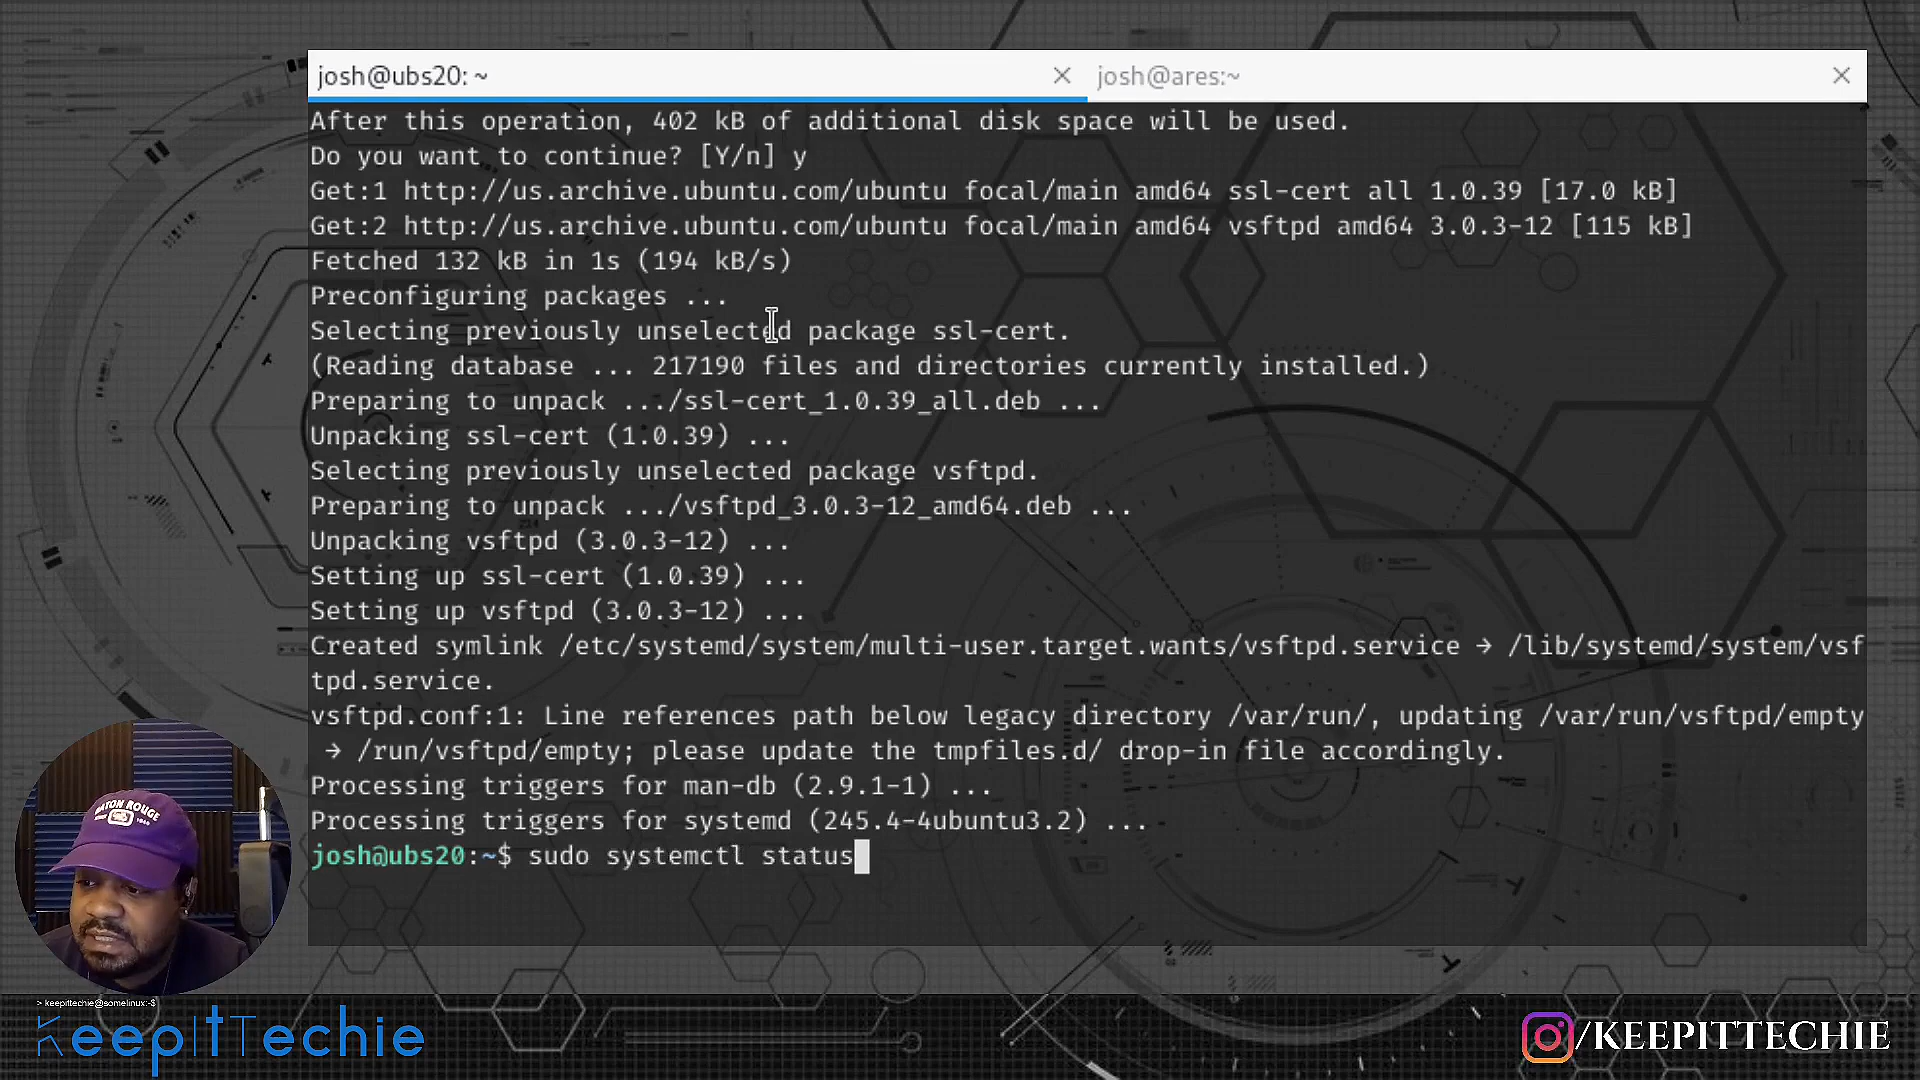 josh@ubs20: ~
josh@ares:~
After this operation, 402 kB of additional disk space will be used.
Do you want to continue? [Y/n] y
Get:1 http://us.archive.ubuntu.com/ubuntu focal/main amd64 ssl-cert all 1.0.39 [17.0 kB]
Get:2 http://us.archive.ubuntu.com/ubuntu focal/main amd64 vsftpd amd64 3.0.3-12 [115 kB]
Fetched 132 kB in 1s (194 kB/s)
Preconfiguring packages ...
Selecting previously unselected package ssl-cert.
(Reading database ... 217190 files and directories currently installed.)
Preparing to unpack .../ssl-cert_1.0.39_all.deb ...
Unpacking ssl-cert (1.0.39) ...
Selecting previously unselected package vsftpd.
Preparing to unpack .../vsftpd_3.0.3-12_amd64.deb ...
Unpacking vsftpd (3.0.3-12) ...
Setting up ssl-cert (1.0.39) ...
Setting up vsftpd (3.0.3-12) ...
Created symlink /etc/systemd/system/multi-user.target.wants/vsftpd.service → /lib/systemd/system/vsf
tpd.service.
vsftpd.conf:1: Line references path below legacy directory /var/run/, updating /var/run/vsftpd/empty
→ /run/vsftpd/empty; please update the tmpfiles.d/ drop-in file accordingly.
Processing triggers for man-db (2.9.1-1) ...
Processing triggers for systemd (245.4-4ubuntu3.2) ...
josh@ubs20:~$ sudo systemctl status
BATON ROUGE
> keepittechie@somelinux:-$
KeepItTechie
/KEEPITTECHIE